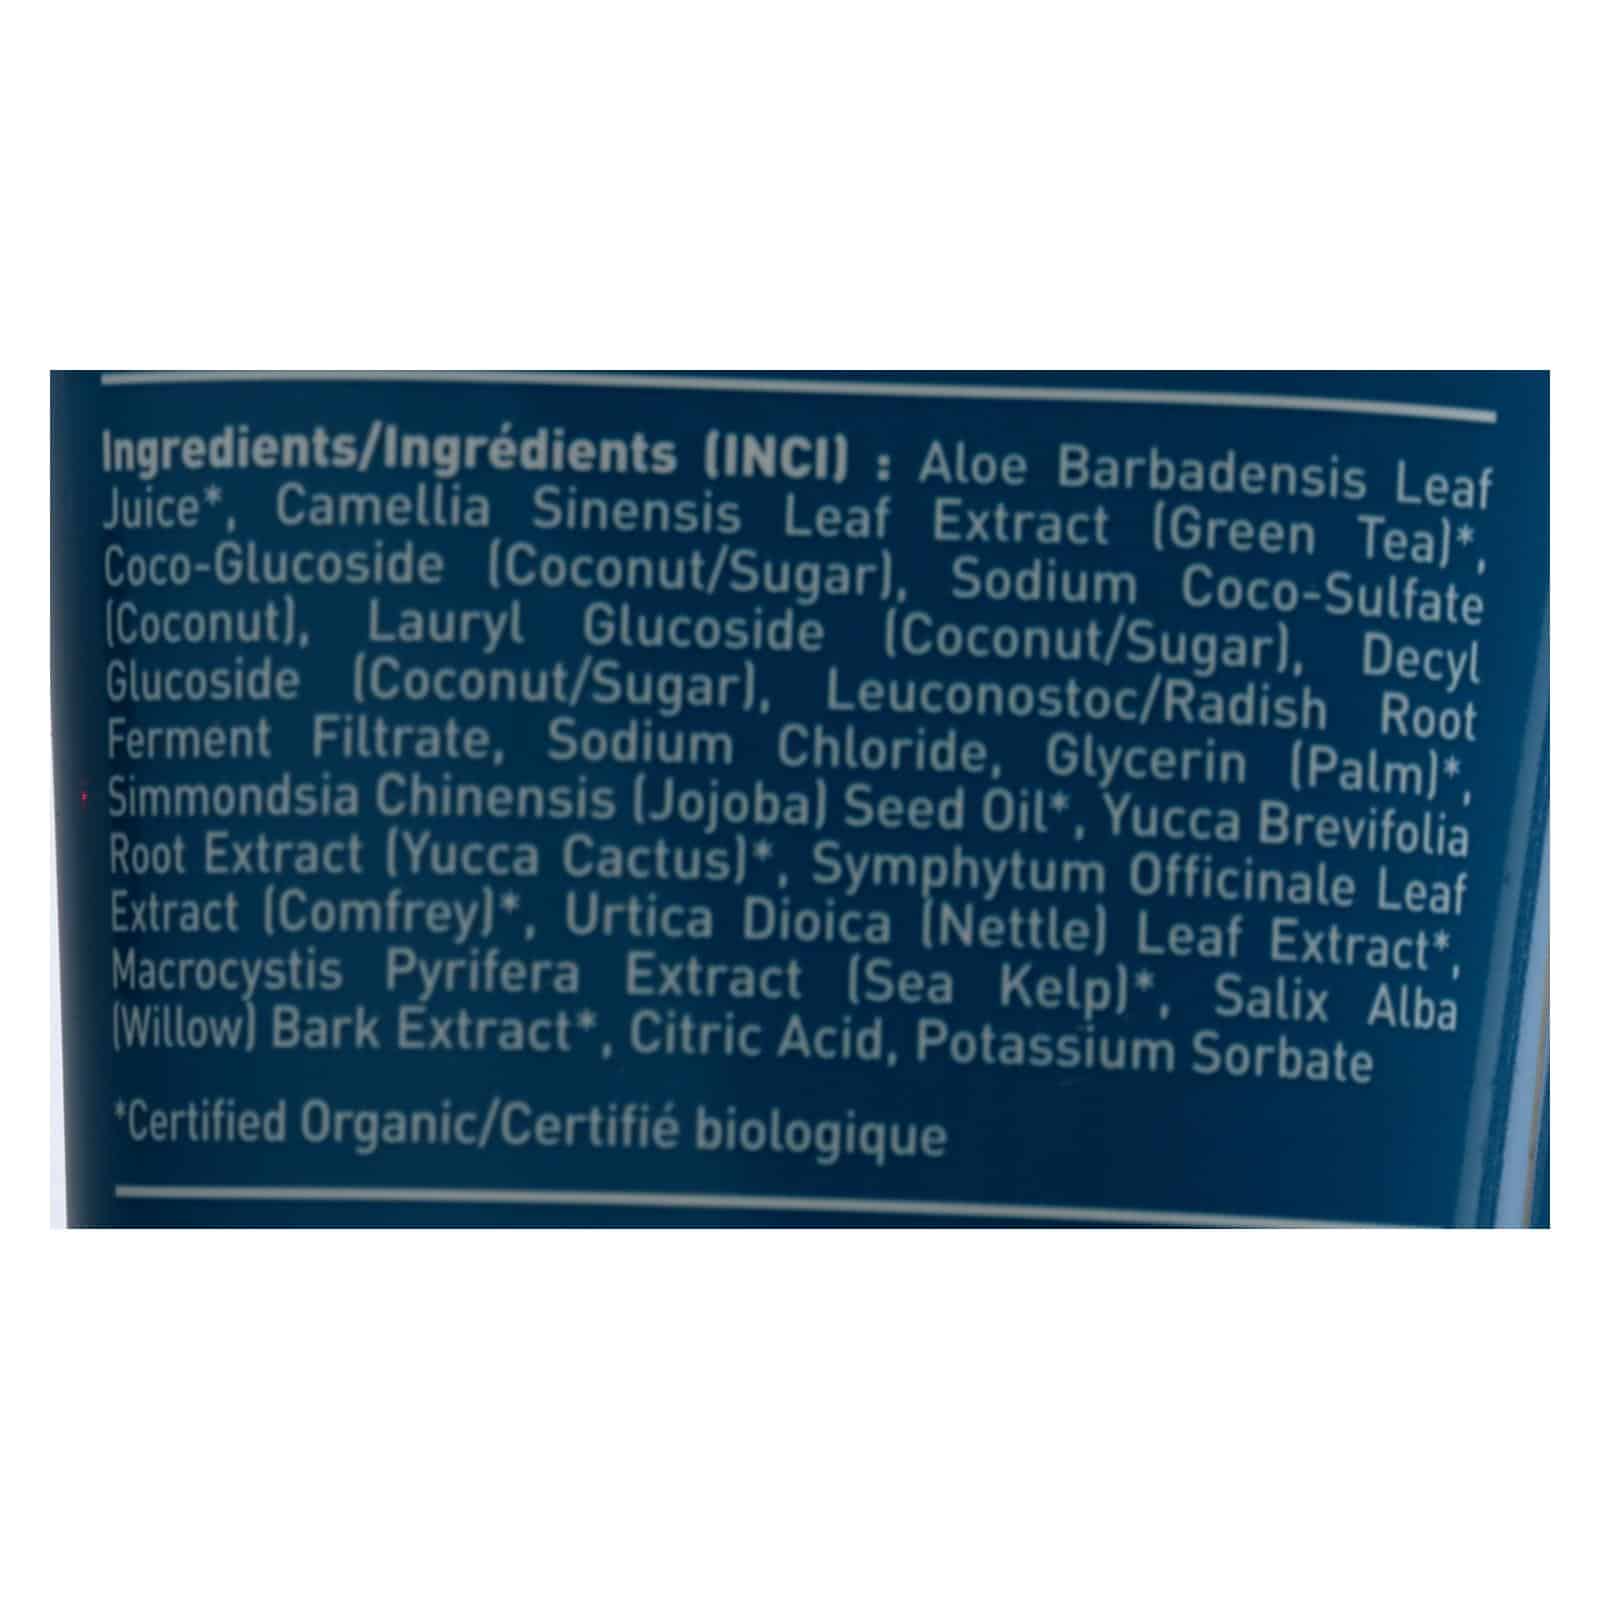 Ingredients/Ingrédients (INCI) : Aloe Barbadensis Leaf
Juice*, Camellia Sinensis Leaf Extract (Green Tea)*,
Coco-Glucoside (Coconut/Sugar), Sodium Coco-Sulfate
(Coconut), Lauryl Glucoside (Coconut/Sugar), Decyl
Glucoside (Coconut/Sugar), Leuconostoc/Radish Root
Ferment Filtrate, Sodium Chloride, Glycerin (Palm)*,
Simmondsia Chinensis (Jojoba) Seed Oil*, Yucca Brevifolia
Root Extract (Yucca Cactus)*, Symphytum Officinale Leaf
Extract (Comfrey)*, Urtica Dioica (Nettle) Leaf Extract*,
Macrocystis Pyrifera Extract (Sea Kelp)*, Salix Alba
(Willow) Bark Extract*, Citric Acid, Potassium Sorbate
*Certified Organic/Certifié biologique